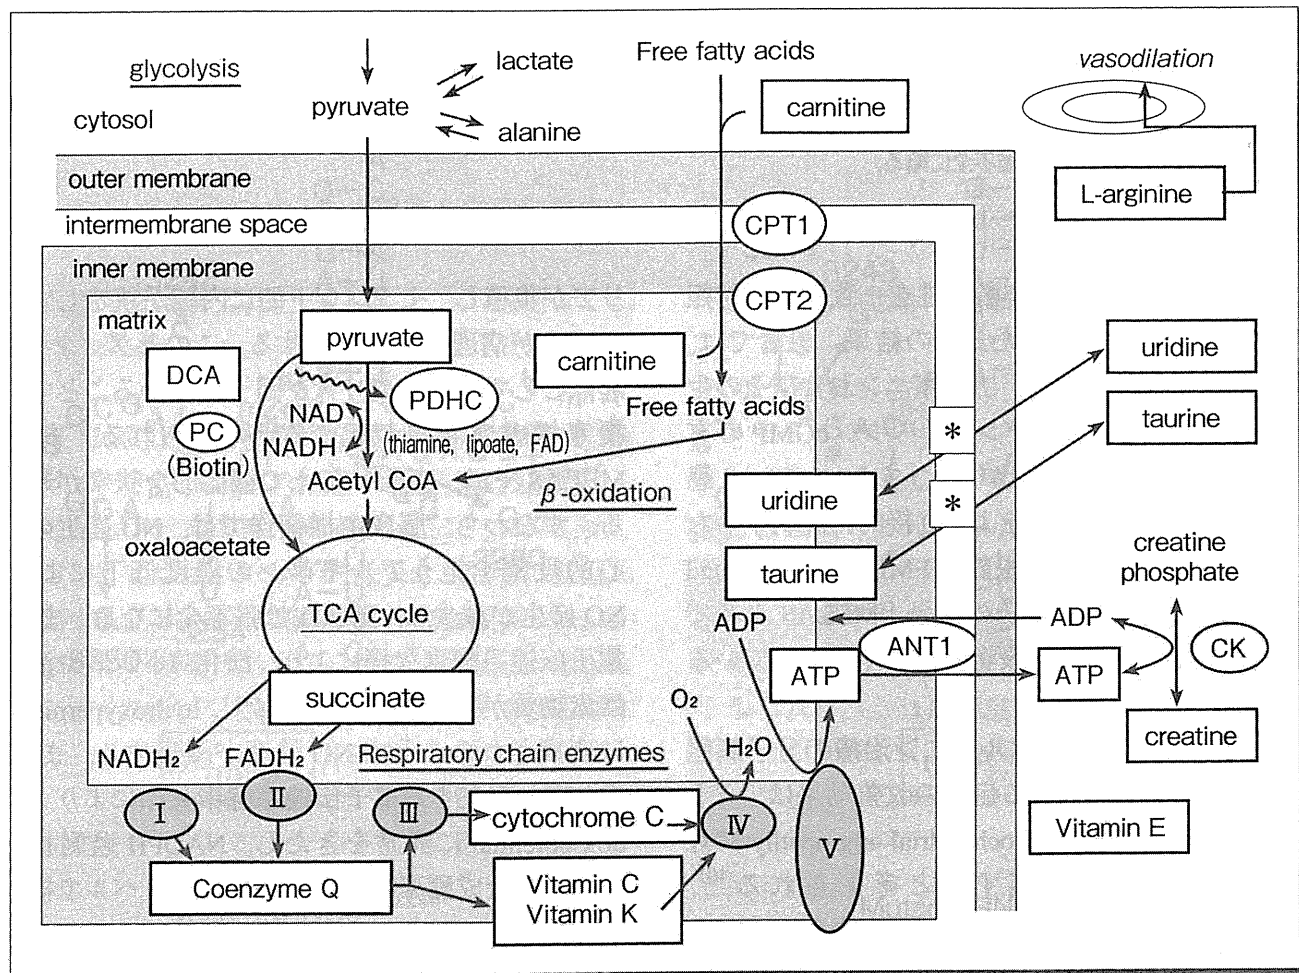 Free fatty acids
vasodilation
glycolysis
lactate
pyruvate
carnitine
cytosol
alanine
outer membrane
L-arginine
intermembrane space
CPT1
inner membrane
CPT2
matrix
pyruvate
uridine
carnitine
DCA
PDHC
NAD
Free fatty acids
taurine
PC
NADH
(thiamine, lipoate, FAD)
*
(Biotin)
Acetyl CoA
β-oxidation
uridine
*
oxaloacetate
creatine
phosphate
taurine
TCA cycle
ADP
ADP
ANT1
CK
ATP
ATP
succinate
O₂
creatine
NADH₂
FADH₂
Respiratory chain enzymes
H₂O
I
II
III
cytochrome C
IV
Vitamin E
V
Coenzyme Q
Vitamin C
Vitamin K